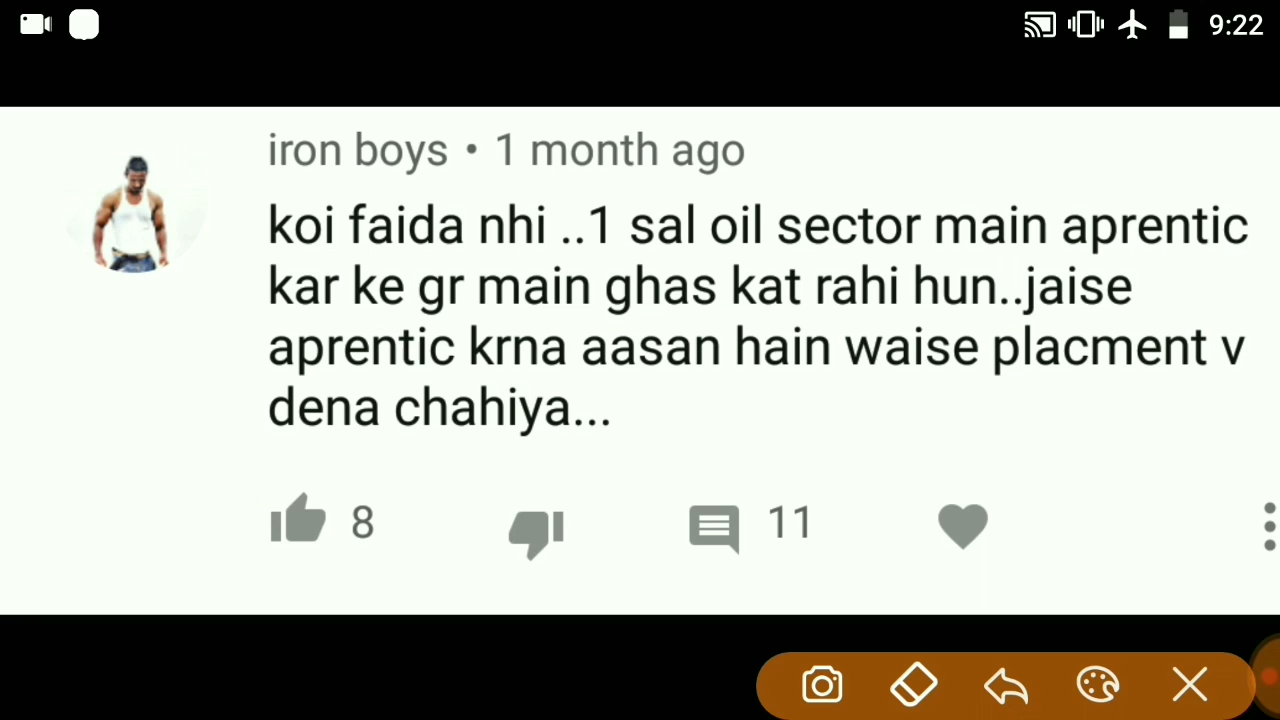 9:22
iron boys • 1 month ago
koi faida nhi ..1 sal oil sector main aprentic
kar ke gr main ghas kat rahi hun..jaise
aprentic krna aasan hain waise placment v
dena chahiya...
8 11